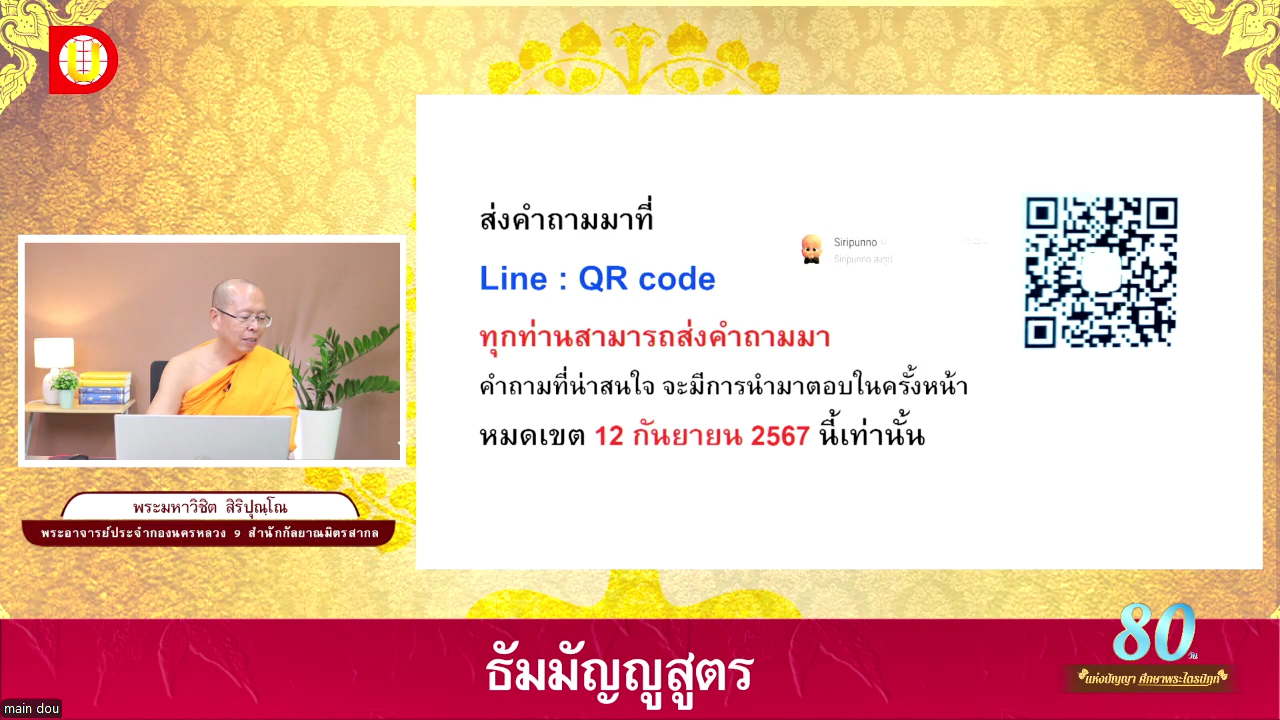 DU
ส่งคำถามมาที่
Line : QR code
Siripunno
Siripunno
ทุกท่านสามารถส่งคำถามมา
คำถามที่น่าสนใจ จะมีการนำมาตอบในครั้งหน้า
หมดเขต 12 กันยายน 2567 นี้เท่านั้น
พระมหาวิชิต สิริปุณฺโณ
พระอาจารย์ประจำกองนครหลวง 9 สำนักกัลยาณมิตรสากล
ธัมมัญญูสูตร
80
วัน
แห่งปัญญา ศึกษาพระไตรปิฎก
main dou